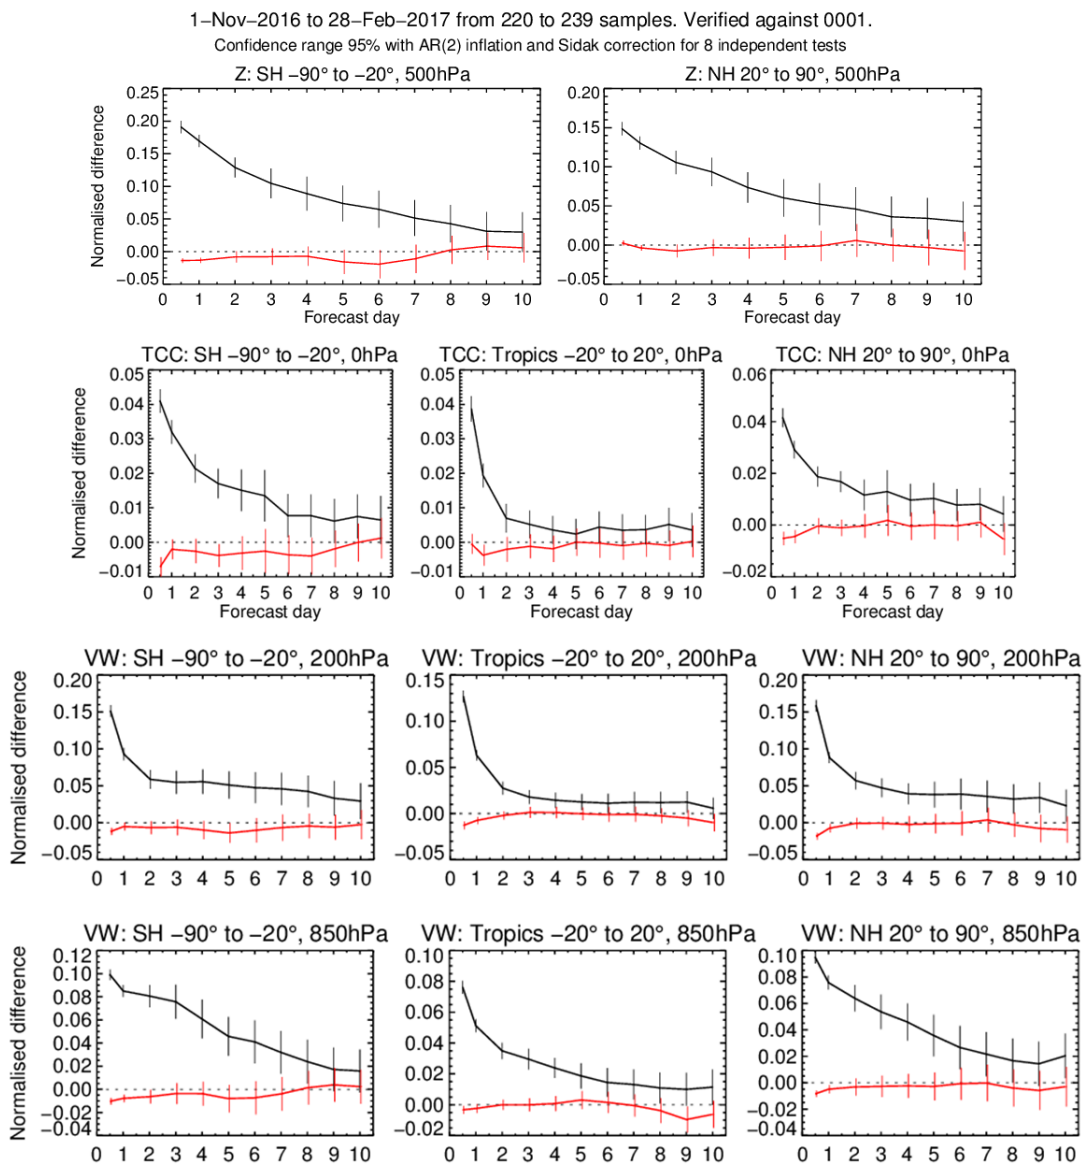 1−Nov−2016 to 28−Feb−2017 from 220 to 239 samples. Verified against 0001.
Confidence range 95% with AR(2) inflation and Sidak correction for 8 independent tests
Z: SH −90° to −20°, 500hPa
Normalised difference
0.25
0.20
0.15
0.10
0.05
0.00
−0.05
0 1 2 3 4 5 6 7 8 9 10
Forecast day
Z: NH 20° to 90°, 500hPa
0.20
0.15
0.10
0.05
0.00
−0.05
0 1 2 3 4 5 6 7 8 9 10
Forecast day
TCC: SH −90° to −20°, 0hPa
Normalised difference
0.05
0.04
0.03
0.02
0.01
0.00
−0.01
0 1 2 3 4 5 6 7 8 9 10
Forecast day
TCC: Tropics −20° to 20°, 0hPa
0.05
0.04
0.03
0.02
0.01
0.00
−0.01
0 1 2 3 4 5 6 7 8 9 10
Forecast day
TCC: NH 20° to 90°, 0hPa
0.06
0.04
0.02
0.00
−0.02
0 1 2 3 4 5 6 7 8 9 10
Forecast day
VW: SH −90° to −20°, 200hPa
Normalised difference
0.20
0.15
0.10
0.05
0.00
−0.05
0 1 2 3 4 5 6 7 8 9 10
VW: Tropics −20° to 20°, 200hPa
0.15
0.10
0.05
0.00
−0.05
0 1 2 3 4 5 6 7 8 9 10
VW: NH 20° to 90°, 200hPa
0.20
0.15
0.10
0.05
0.00
−0.05
0 1 2 3 4 5 6 7 8 9 10
VW: SH −90° to −20°, 850hPa
Normalised difference
0.12
0.10
0.08
0.06
0.04
0.02
0.00
−0.02
−0.04
0 1 2 3 4 5 6 7 8 9 10
VW: Tropics −20° to 20°, 850hPa
0.10
0.08
0.06
0.04
0.02
0.00
−0.02
0 1 2 3 4 5 6 7 8 9 10
VW: NH 20° to 90°, 850hPa
0.10
0.08
0.06
0.04
0.02
0.00
−0.02
−0.04
0 1 2 3 4 5 6 7 8 9 10